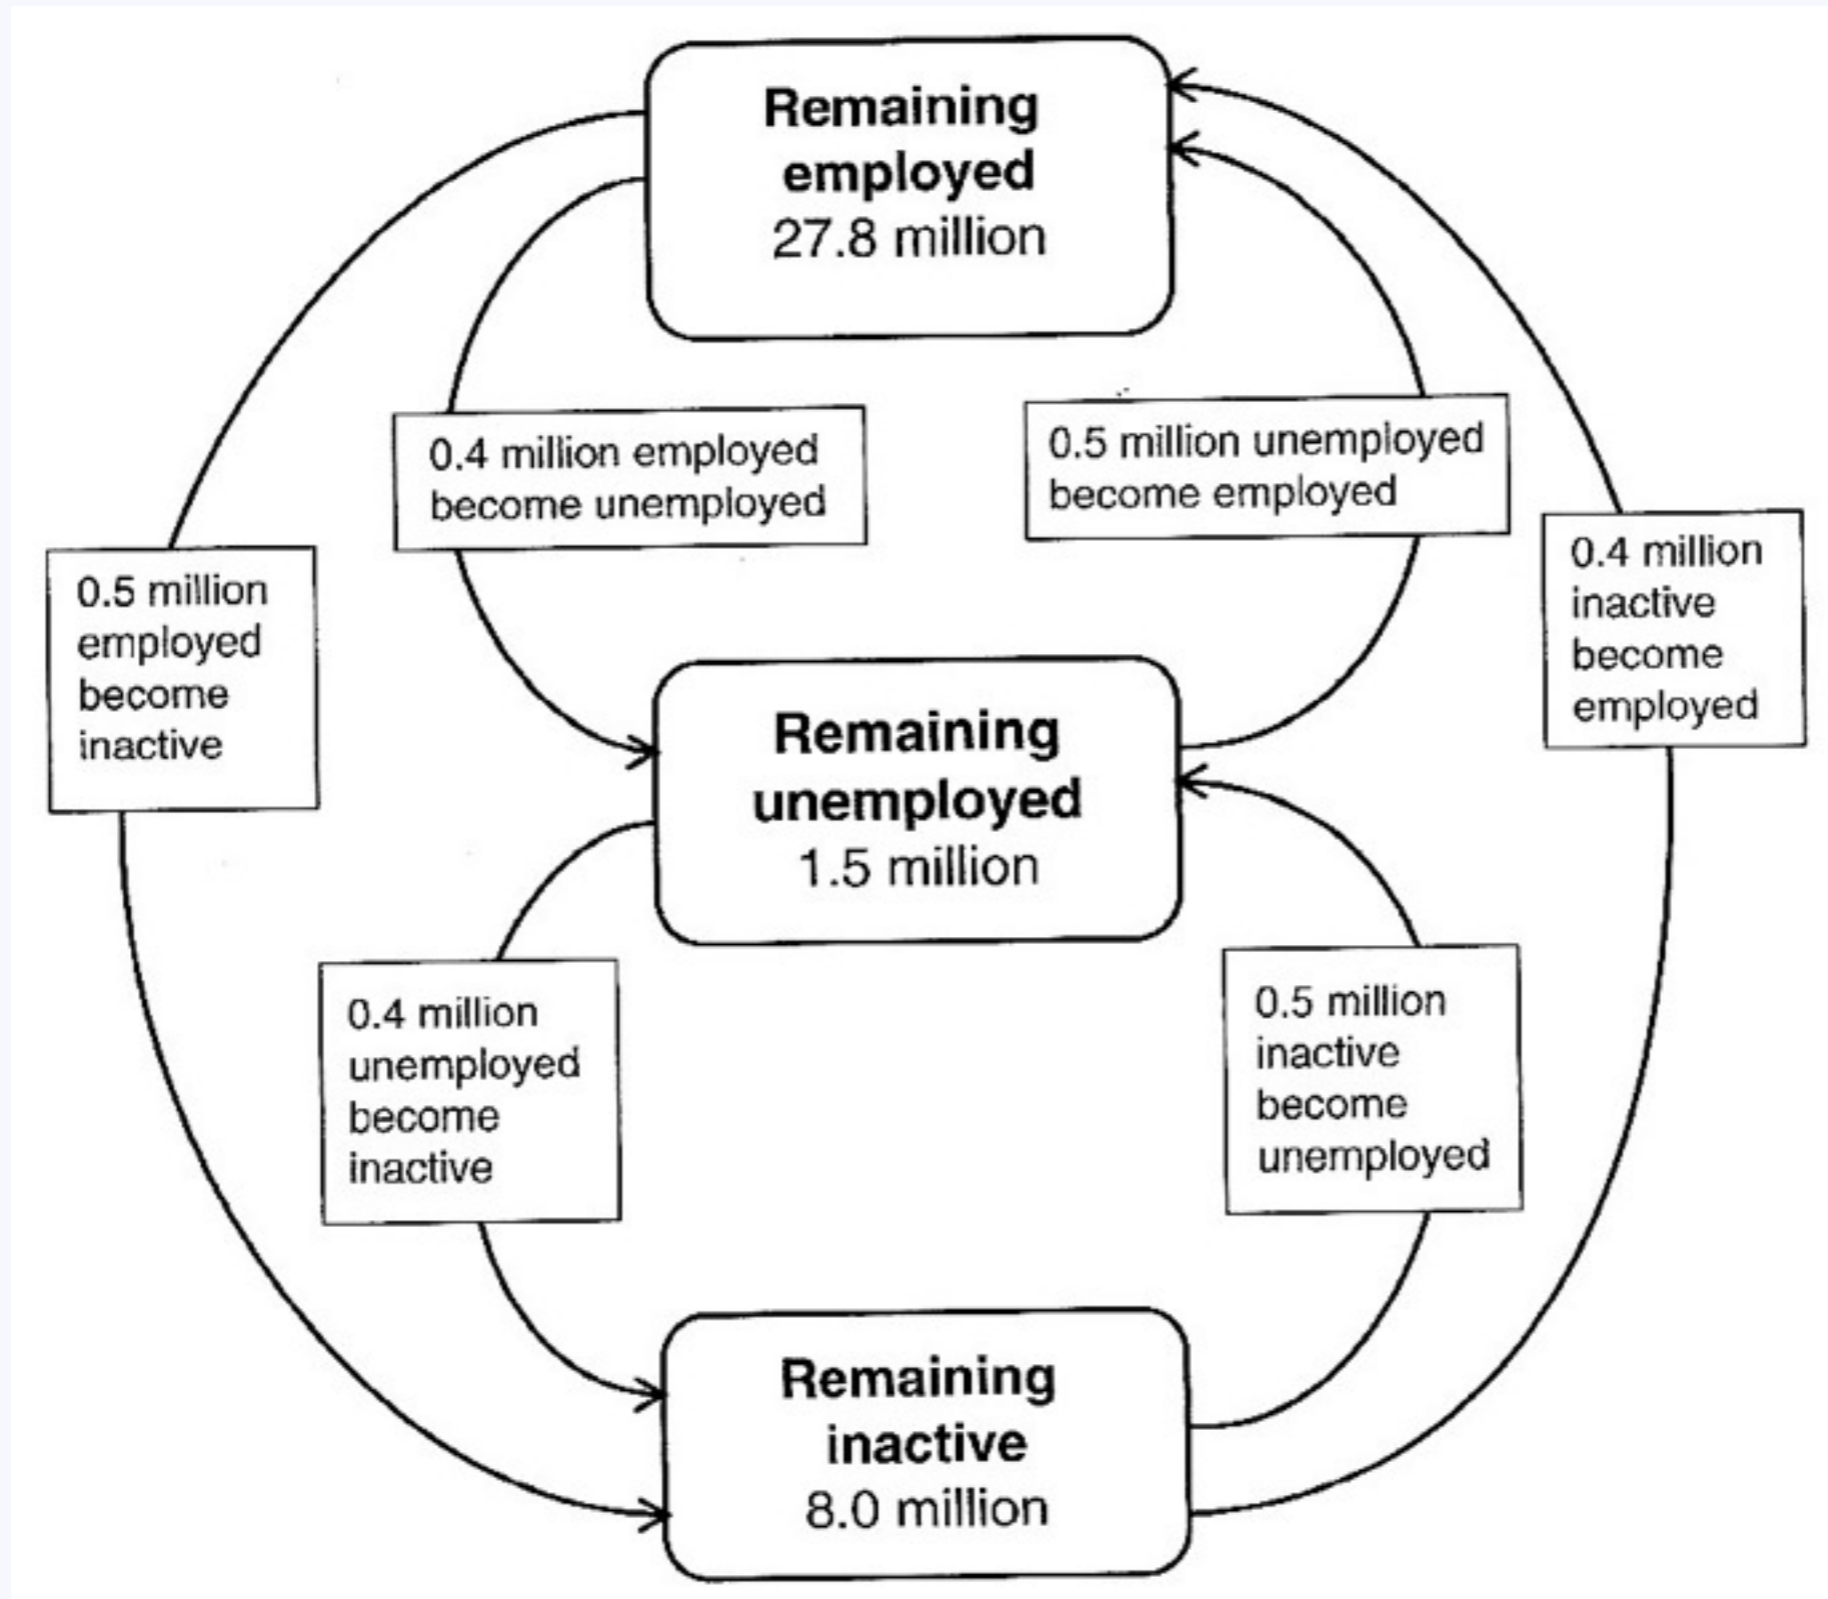 Remaining
employed
27.8 million
0.4 million employed
become unemployed
0.5 million unemployed
become employed
0.5 million
employed
become
inactive
0.4 million
inactive
become
employed
Remaining
unemployed
1.5 million
0.4 million
unemployed
become
inactive
0.5 million
inactive
become
unemployed
Remaining
inactive
8.0 million